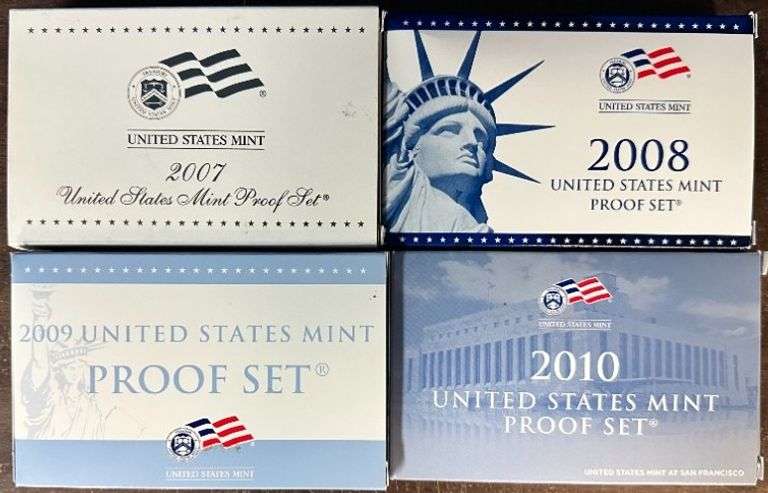 UNITED STATES MINT
2007
United States Mint Proof Set®
UNITED STATES MINT
2008
UNITED STATES MINT
PROOF SET®
2009 UNITED STATES MINT
PROOF SET®
UNITED STATES MINT
UNITED STATES MINT
2010
UNITED STATES MINT
PROOF SET®
UNITED STATES MINT AT SAN FRANCISCO